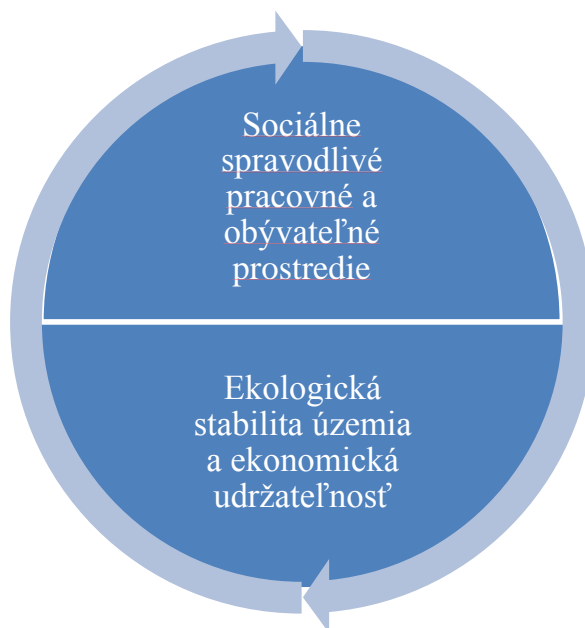 Sociálne
spravodlivé
pracovné a
obývateľné
prostredie
Ekologická
stabilita územia
a ekonomická
udržateľnosť